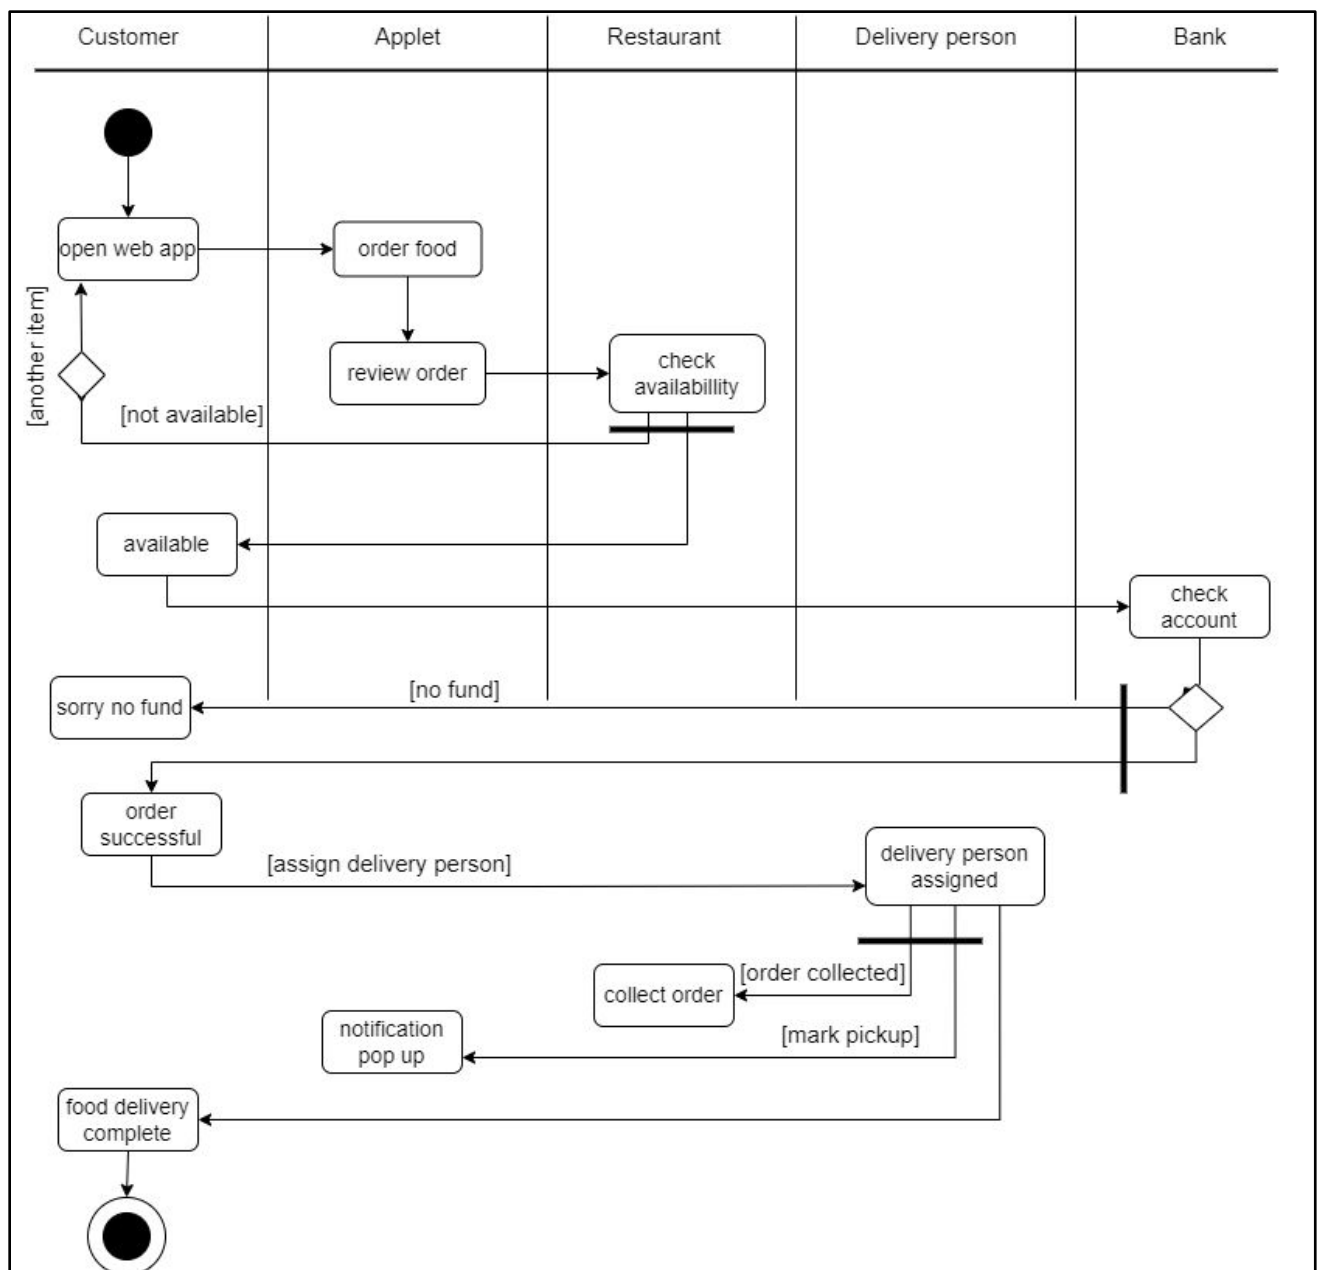 Customer
Applet
Restaurant
Delivery person
Bank
open web app
order food
[another item]
review order
check
availabillity
[not available]
available
check
account
[no fund]
sorry no fund
order
successful
[assign delivery person]
delivery person
assigned
[order collected]
collect order
notification
pop up
[mark pickup]
food delivery
complete